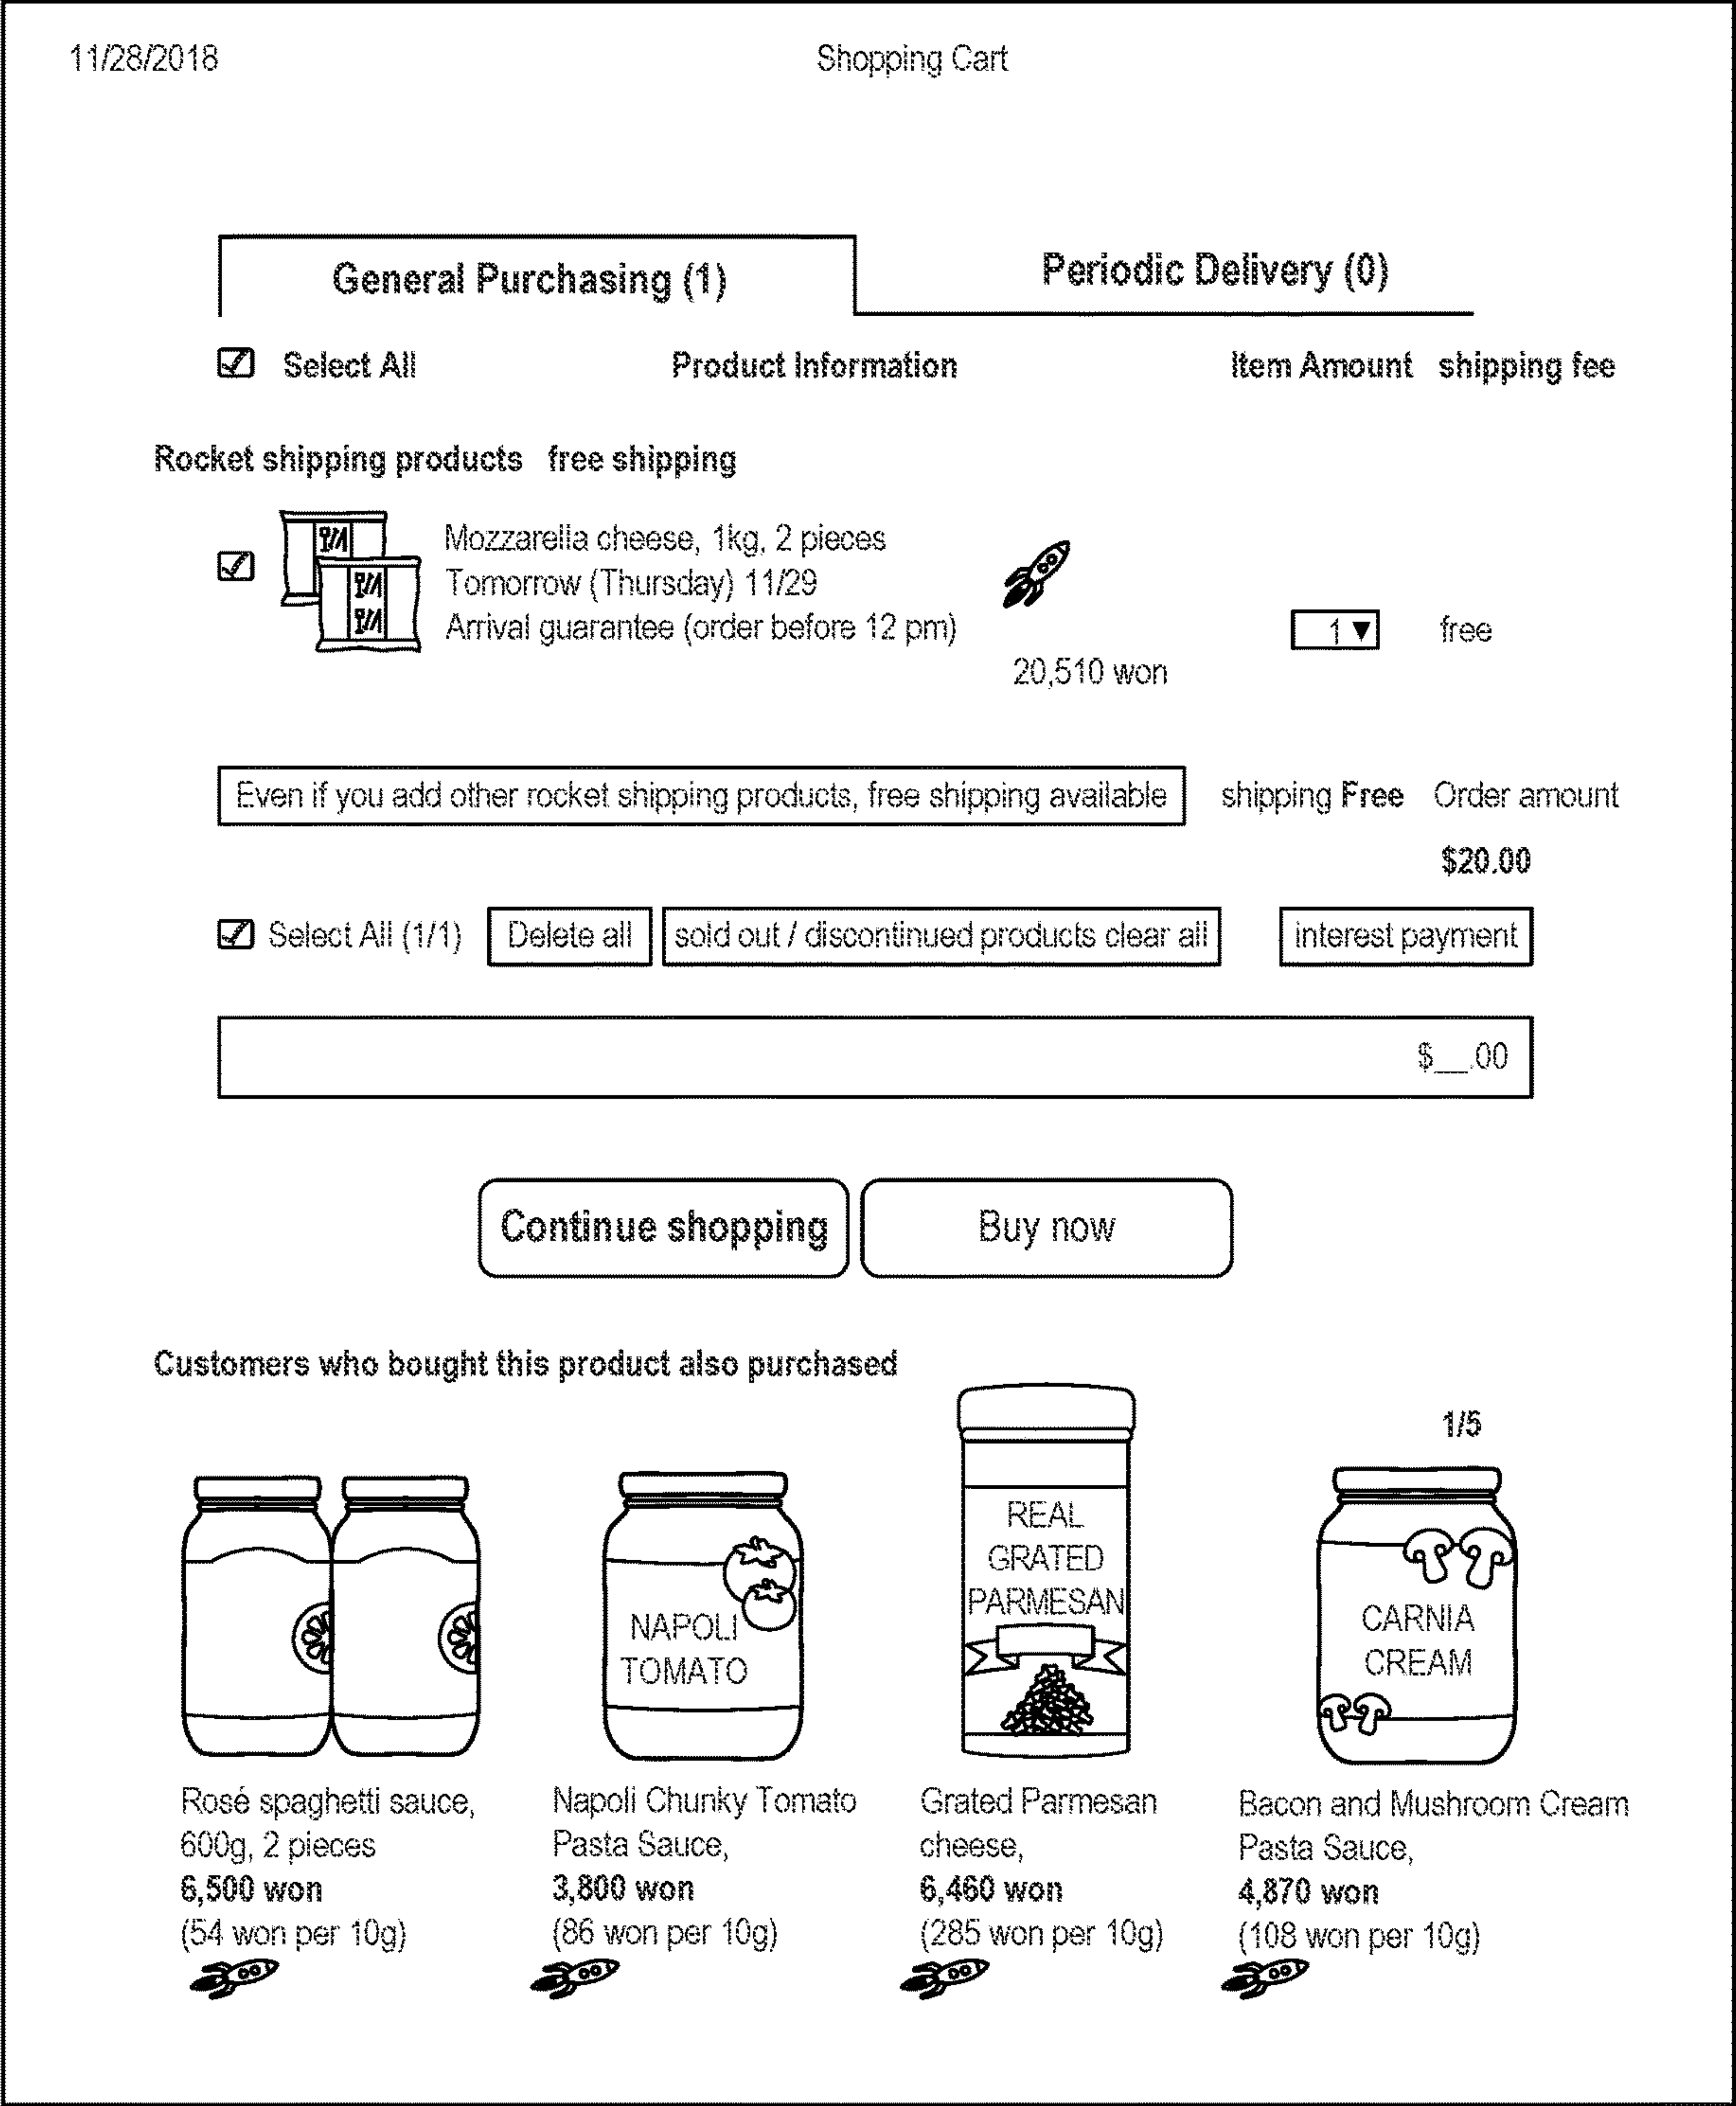 11/28/2018 Shopping Cart
General Purchasing (1) Periodic Delivery (0)
Select All Product Information Item Amount shipping fee
Rocket shipping products free shipping
Mozzarella cheese, 1kg, 2 pieces
Tomorrow (Thursday) 11/29
Arrival guarantee (order before 12 pm)
1 ▼ free
20,510 won
Even if you add other rocket shipping products, free shipping available shipping Free Order amount
$20.00
Select All (1/1) Delete all sold out / discontinued products clear all interest payment
$__.00
Continue shopping Buy now
Customers who bought this product also purchased
1/5
NAPOLI
TOMATO
REAL
GRATED
PARMESAN
CARNIA
CREAM
Rosé spaghetti sauce,
600g, 2 pieces
6,500 won
(54 won per 10g)
Napoli Chunky Tomato
Pasta Sauce,
3,800 won
(86 won per 10g)
Grated Parmesan
cheese,
6,460 won
(285 won per 10g)
Bacon and Mushroom Cream
Pasta Sauce,
4,870 won
(108 won per 10g)